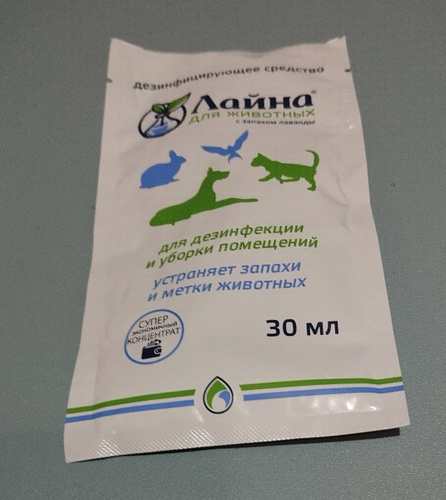 дезинфицирующее средство
Лайна®
ДЛЯ ЖИВОТНЫХ
с запахом лаванды
для дезинфекции
и уборки помещений
устраняет запахи
и метки животных
СУПЕР
экономичный
КОНЦЕНТРАТ
30 мл